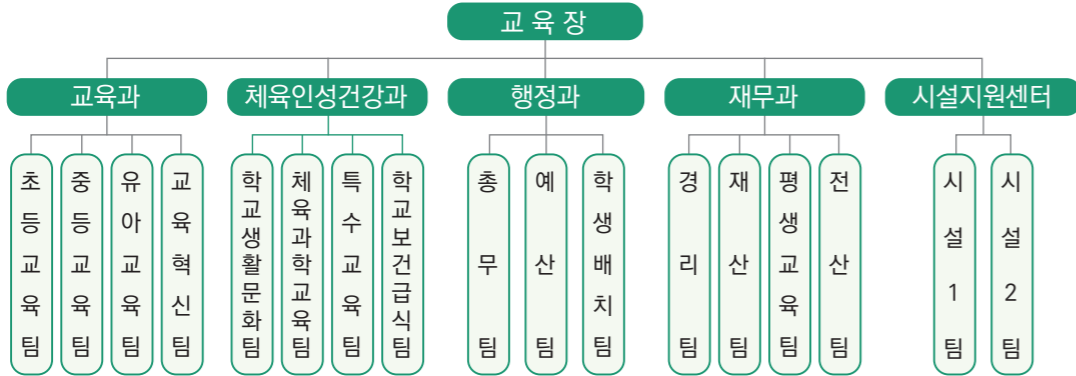 교 육 장
교육과
체육인성건강과
행정과
재무과
시설지원센터
초등교육팀
중등교육팀
유아교육팀
교육혁신팀
학교생활문화팀
체육과학교육팀
특수교육팀
학교보건급식팀
총무팀
예산팀
학생배치팀
경리팀
재산팀
평생교육팀
전산팀
시설1팀
시설2팀